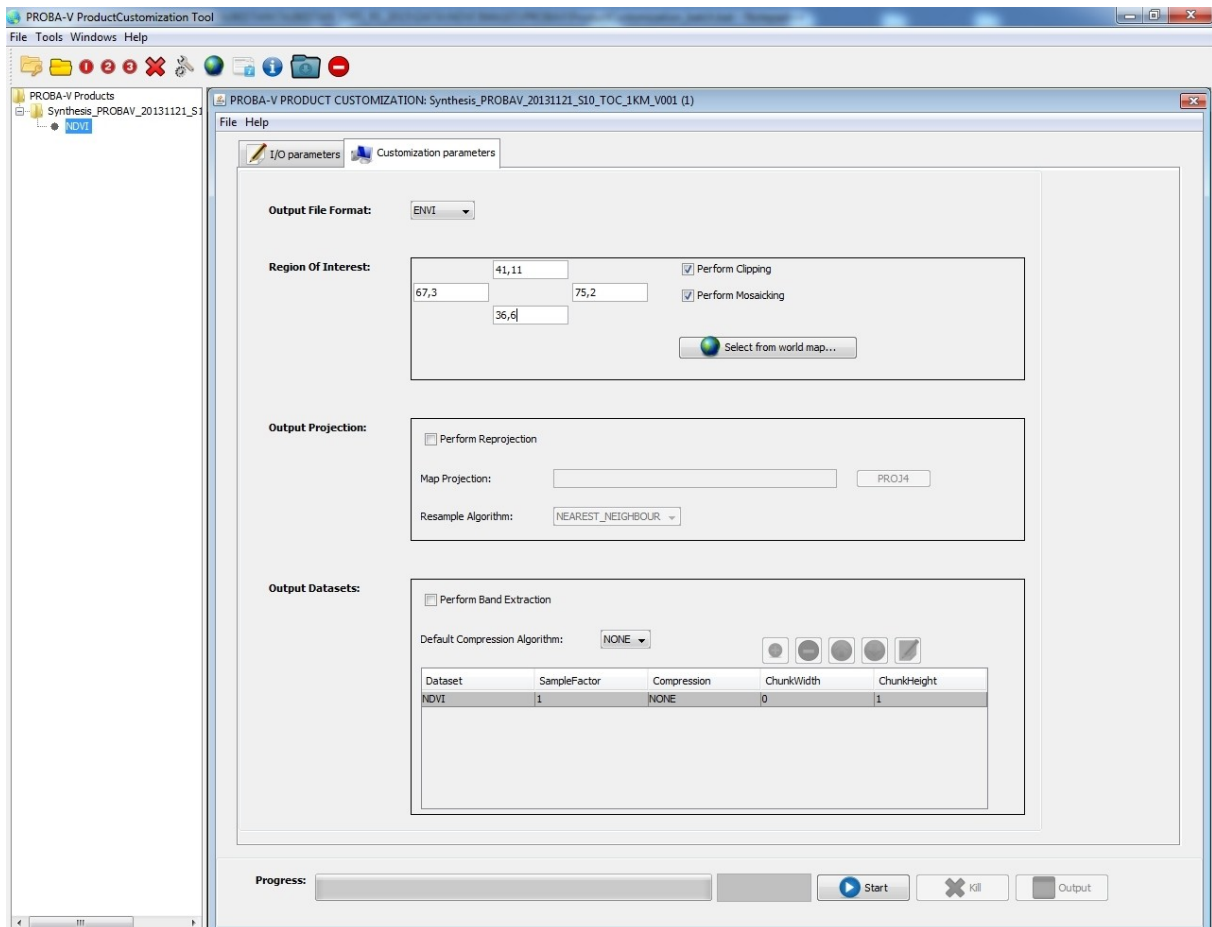 PROBA-V ProductCustomization Tool
File Tools Windows Help
1 2 3
PROBA-V Products
Synthesis_PROBAV_20131121_S1
NDVI
PROBA-V PRODUCT CUSTOMIZATION: Synthesis_PROBAV_20131121_S10_TOC_1KM_V001 (1)
File Help
I/O parameters
Customization parameters
Output File Format:
ENVI
Region Of Interest:
41,11
Perform Clipping
67,3
75,2
Perform Mosaicking
36,6
Select from world map...
Output Projection:
Perform Reprojection
Map Projection:
PROJ4
Resample Algorithm:
NEAREST_NEIGHBOUR
Output Datasets:
Perform Band Extraction
Default Compression Algorithm:
NONE
Dataset SampleFactor Compression ChunkWidth ChunkHeight
NDVI 1 NONE 0 1
Progress:
Start
Kill
Output